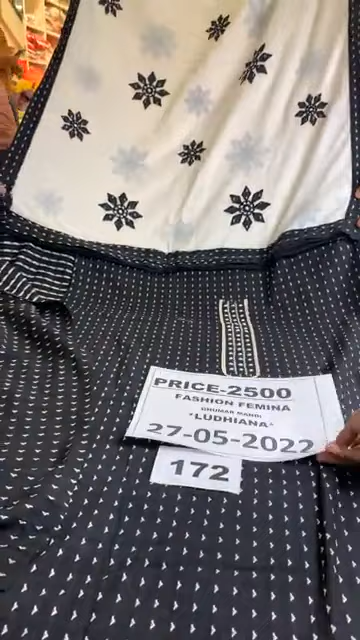 PRICE-2500
FASHION FEMINA
GHUMAR MANDI
*LUDHIANA*
27-05-2022
172